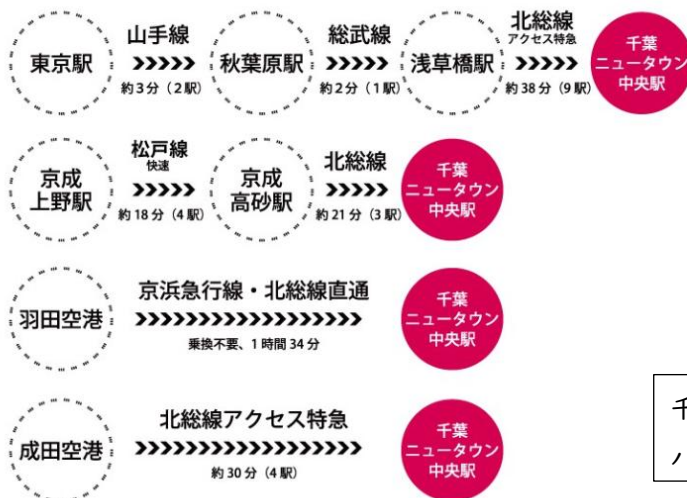 東京駅
山手線
約3分（2駅）
秋葉原駅
総武線
約2分（1駅）
浅草橋駅
北総線
アクセス特急
約38分（9駅）
千葉
ニュータウン
中央駅
京成
上野駅
松戸線
快速
約18分（4駅）
京成
高砂駅
北総線
約21分（3駅）
千葉
ニュータウン
中央駅
羽田空港
京浜急行線・北総線直通
乗換不要、1時間34分
千葉
ニュータウン
中央駅
成田空港
北総線アクセス特急
約30分（4駅）
千葉
ニュータウン
中央駅